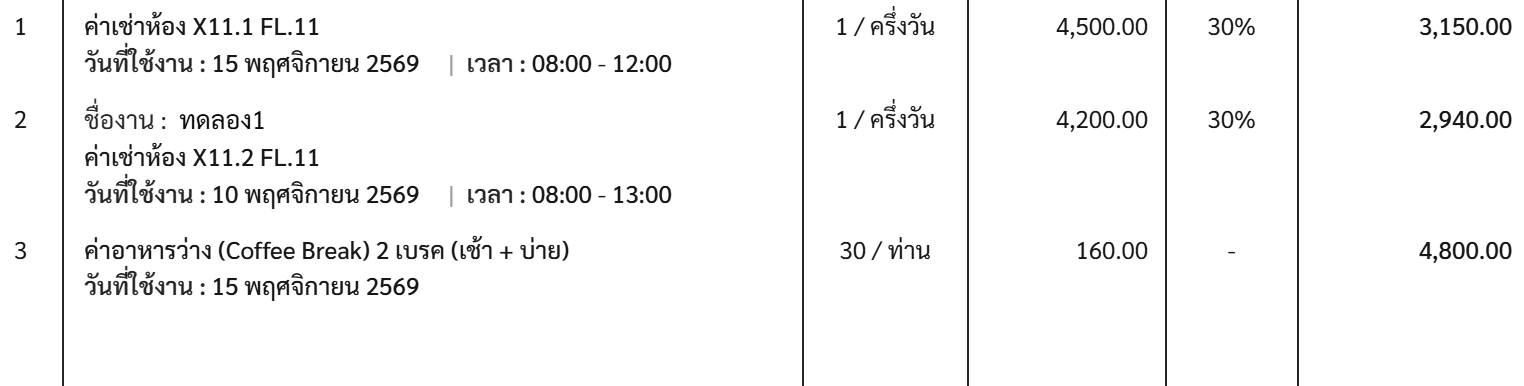 1 ค่าเช่าห้อง X11.1 FL.11 1 / ครึ่งวัน 4,500.00 30% 3,150.00
วันที่ใช้งาน : 15 พฤศจิกายน 2569 | เวลา : 08:00 - 12:00
2 ชื่องาน : ทดลอง1 1 / ครึ่งวัน 4,200.00 30% 2,940.00
ค่าเช่าห้อง X11.2 FL.11
วันที่ใช้งาน : 10 พฤศจิกายน 2569 | เวลา : 08:00 - 13:00
3 ค่าอาหารว่าง (Coffee Break) 2 เบรค (เช้า + บ่าย) 30 / ท่าน 160.00 - 4,800.00
วันที่ใช้งาน : 15 พฤศจิกายน 2569